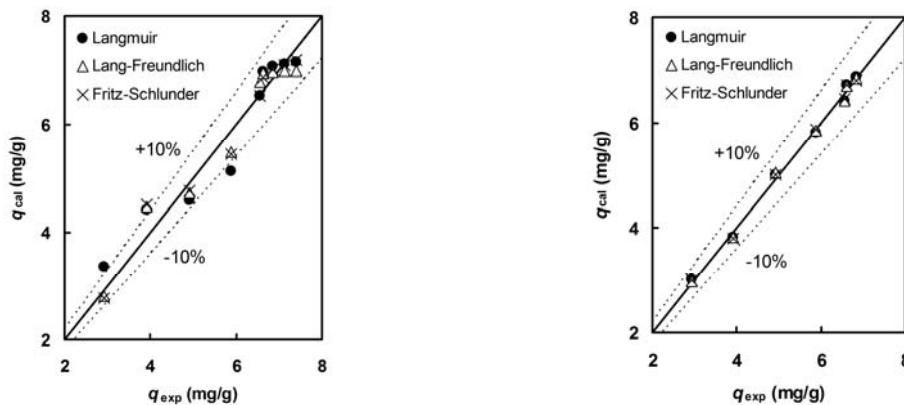 8
● Langmuir
△ Lang-Freundlich
× Fritz-Schlunder
6
+10%
q cal (mg/g)
4
-10%
2
2 4 6 8
q exp (mg/g)
8
● Langmuir
△ Lang-Freundlich
× Fritz-Schlunder
6
+10%
q cal (mg/g)
4
-10%
2
2 4 6 8
q exp (mg/g)